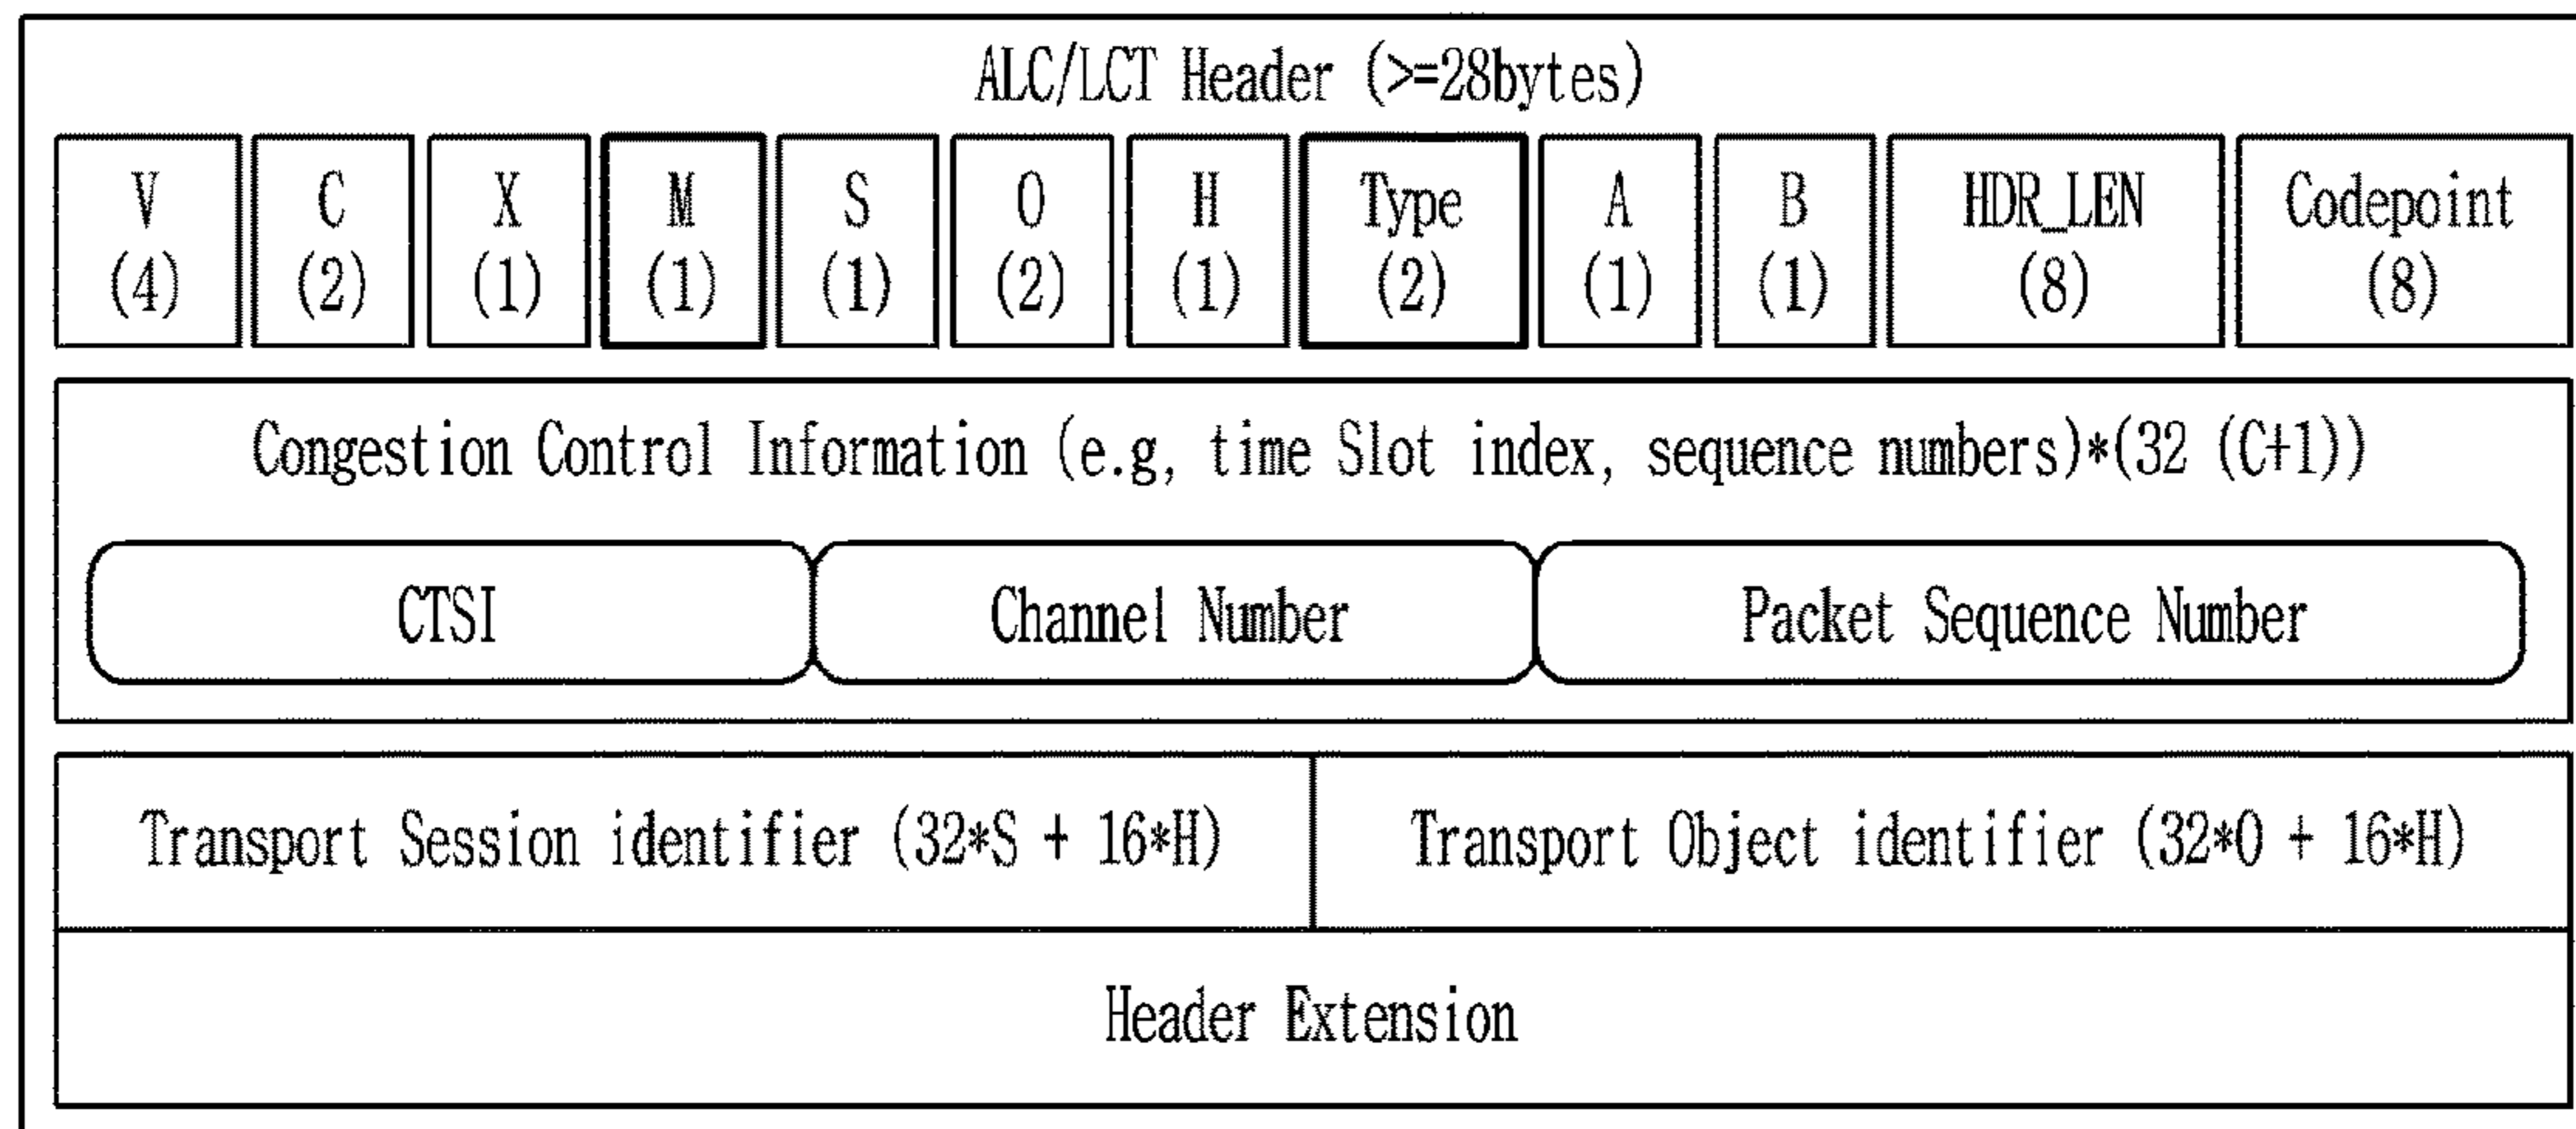 ALC/LCT Header (>=28bytes)
V C X M S O H Type A B HDR_LEN Codepoint
(4) (2) (1) (1) (1) (2) (1) (2) (1) (1) (8) (8)
Congestion Control Information (e.g, time Slot index, sequence numbers)*(32 (C+1))
CTSI Channel Number Packet Sequence Number
Transport Session identifier (32*S + 16*H) Transport Object identifier (32*O + 16*H)
Header Extension